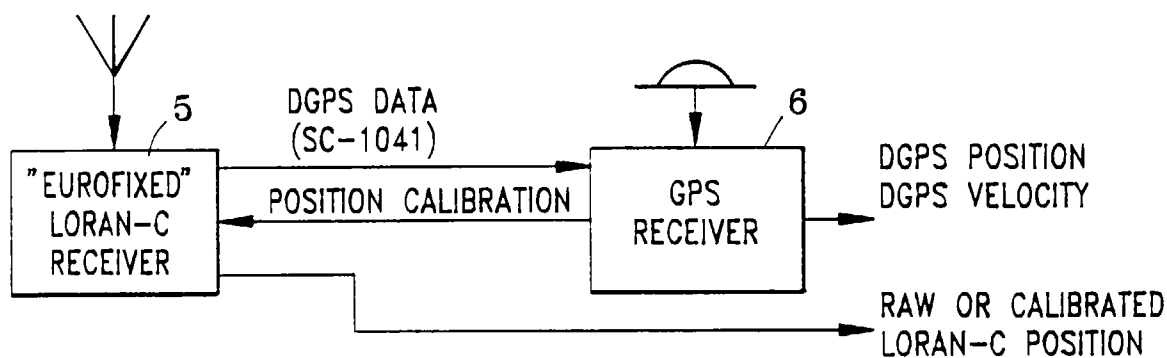 5
DGPS DATA
(SC-1041)
6
"EUROFIXED"
LORAN-C
RECEIVER
POSITION CALIBRATION
GPS
RECEIVER
DGPS POSITION
DGPS VELOCITY
RAW OR CALIBRATED
LORAN-C POSITION